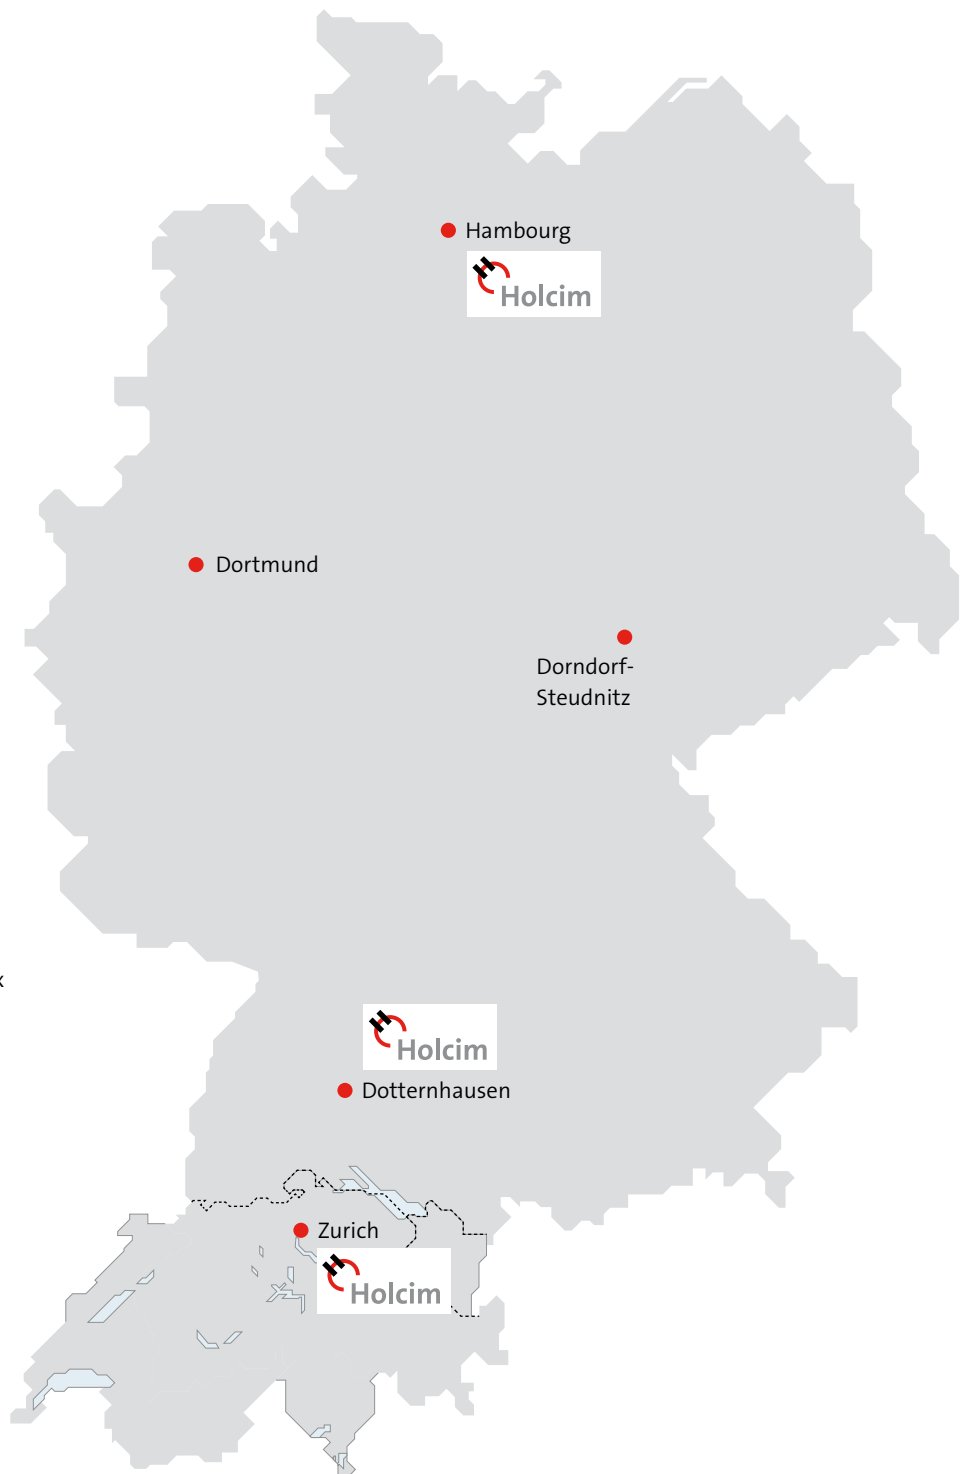 Hambourg
Holcim
Dortmund
Dorndorf-
Steudnitz
x
Holcim
Dotternhausen
Zurich
Holcim